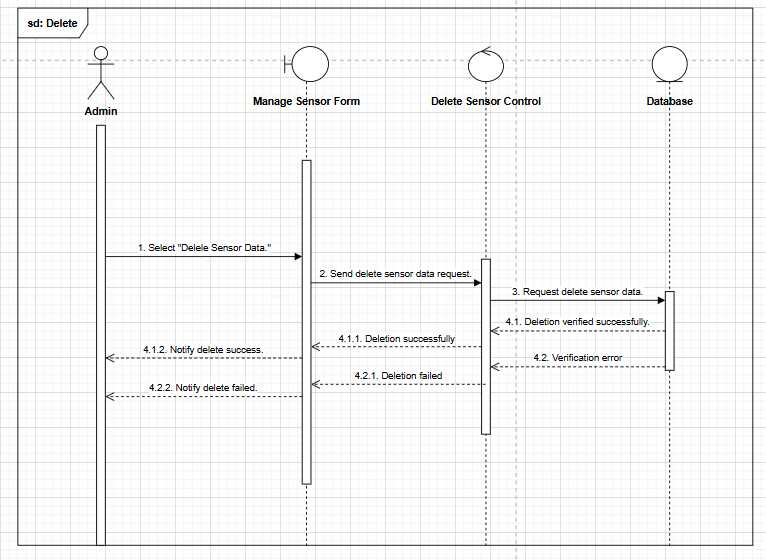 sd: Delete
Admin
Manage Sensor Form
Delete Sensor Control
Database
1. Select "Delele Sensor Data."
2. Send delete sensor data request.
3. Request delete sensor data.
4.1. Deletion verified successfully.
4.1.1. Deletion successfully
4.1.2. Notify delete success.
4.2. Verification error
4.2.1. Deletion failed
4.2.2. Notify delete failed.